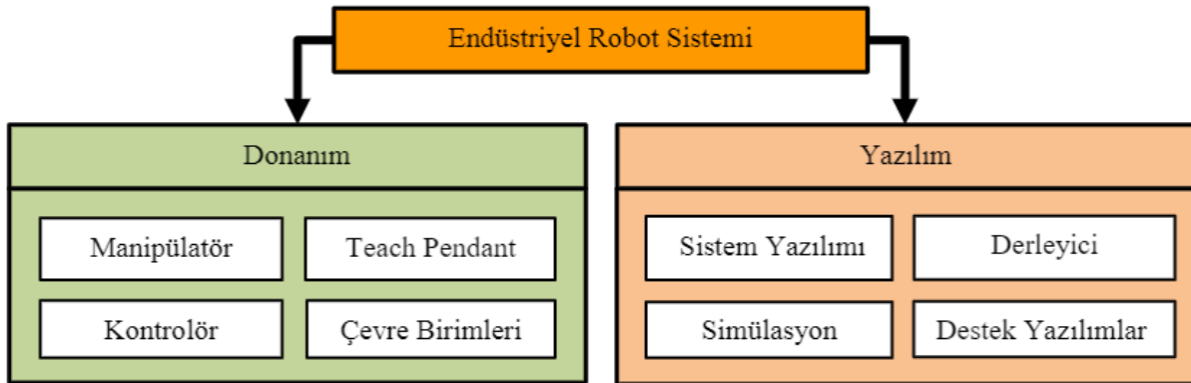 Endüstriyel Robot Sistemi
Donanım
Manipülatör
Teach Pendant
Kontrolör
Çevre Birimleri
Yazılım
Sistem Yazılımı
Derleyici
Simülasyon
Destek Yazılımlar